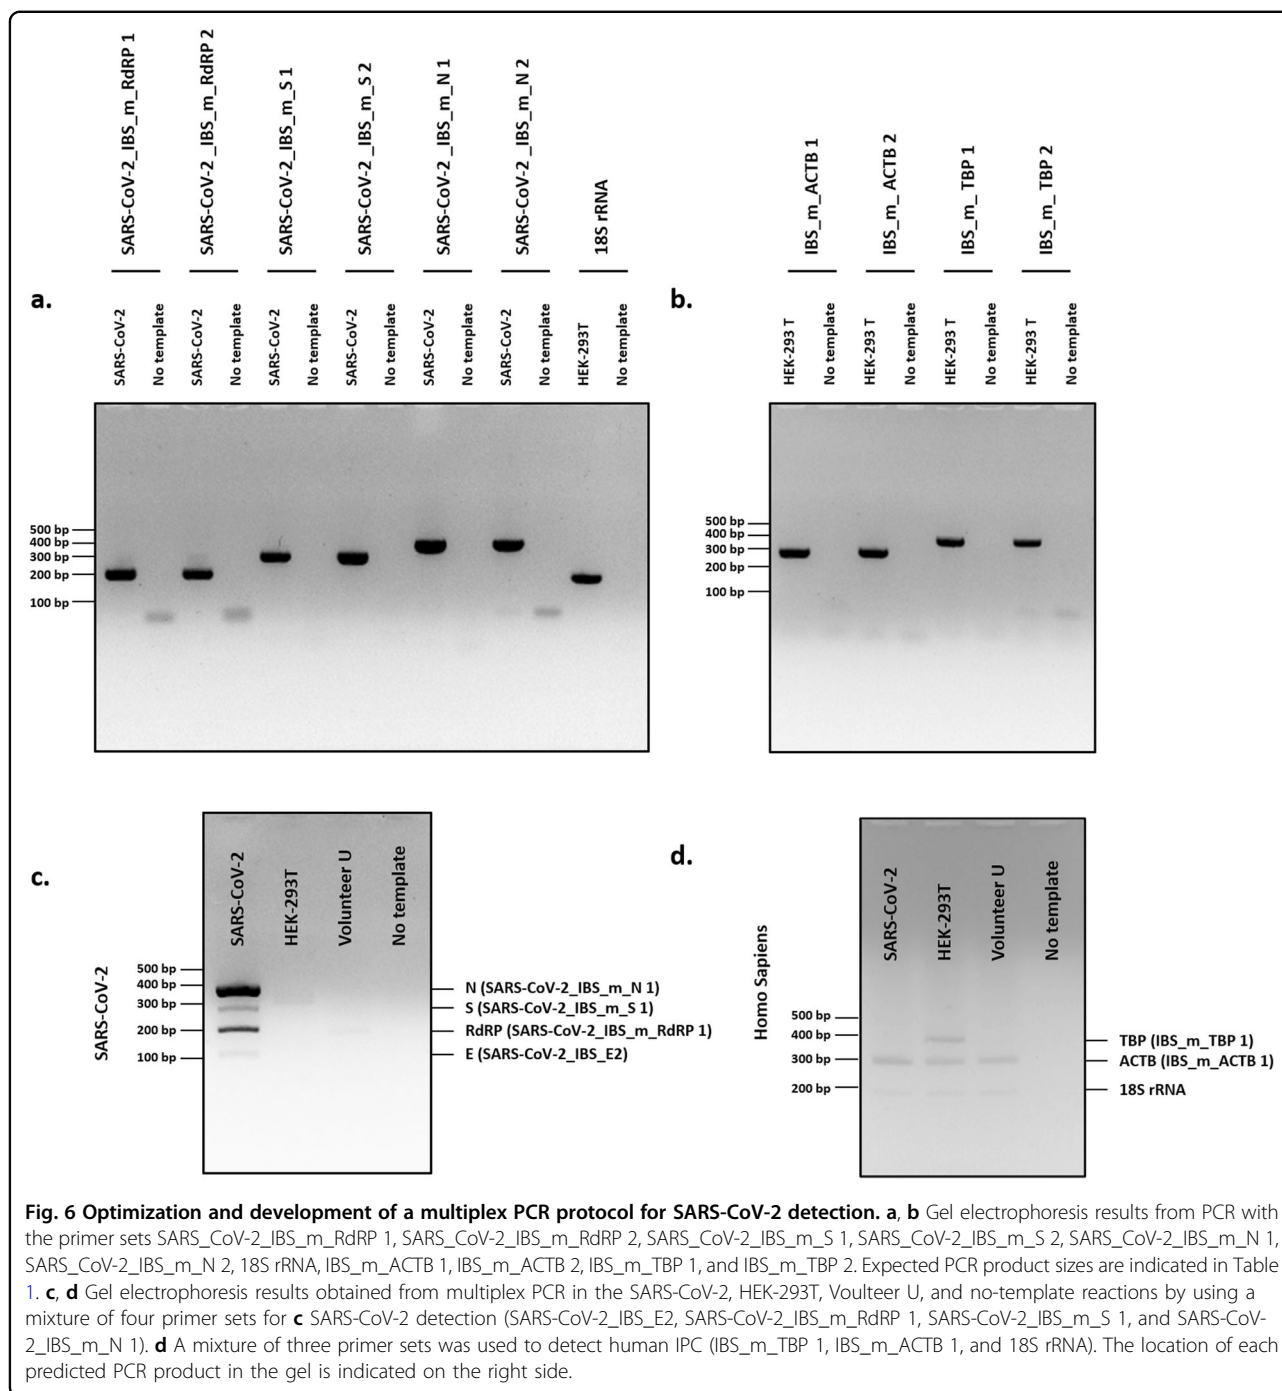 SARS-CoV-2_IBS_m_RdRP 1
SARS-CoV-2_IBS_m_RdRP 2
SARS-CoV-2_IBS_m_S 1
SARS-CoV-2 _IBS_m_S 2
SARS-CoV-2_IBS_m_N 1
SARS-CoV-2_IBS_m_N 2
18S rRNA
a.
SARS-CoV-2
No template
SARS-CoV-2
No template
SARS-CoV-2
No template
SARS-CoV-2
No template
SARS-CoV-2
No template
SARS-CoV-2
No template
HEK-293T
No template
500 bp
400 bp
300 bp
200 bp
100 bp
IBS_m_ACTB 1
IBS_m_ ACTB 2
IBS_m_TBP 1
IBS_m_ TBP 2
b.
HEK-293 T
No template
HEK-293 T
No template
HEK-293 T
No template
HEK-293 T
No template
500 bp
400 bp
300 bp
200 bp
100 bp
c.
SARS-CoV-2
SARS-CoV-2
HEK-293T
Volunteer U
No template
500 bp
400 bp
300 bp
200 bp
100 bp
N (SARS-CoV-2_IBS_m_N 1)
S (SARS-CoV-2_IBS_m_S 1)
RdRP (SARS-CoV-2_IBS_m_RdRP 1)
E (SARS-CoV-2_IBS_E2)
d.
Homo Sapiens
SARS-CoV-2
HEK-293T
Volunteer U
No template
500 bp
400 bp
300 bp
200 bp
TBP (IBS_m_TBP 1)
ACTB (IBS_m_ACTB 1)
18S rRNA
Fig. 6 Optimization and development of a multiplex PCR protocol for SARS-CoV-2 detection. a, b Gel electrophoresis results from PCR with
the primer sets SARS_CoV-2_IBS_m_RdRP 1, SARS_CoV-2_IBS_m_RdRP 2, SARS_CoV-2_IBS_m_S 1, SARS_CoV-2_IBS_m_S 2, SARS_CoV-2_IBS_m_N 1,
SARS_CoV-2_IBS_m_N 2, 18S rRNA, IBS_m_ACTB 1, IBS_m_ACTB 2, IBS_m_TBP 1, and IBS_m_TBP 2. Expected PCR product sizes are indicated in Table
1. c, d Gel electrophoresis results obtained from multiplex PCR in the SARS-CoV-2, HEK-293T, Voulteer U, and no-template reactions by using a
mixture of four primer sets for c SARS-CoV-2 detection (SARS-CoV-2_IBS_E2, SARS-CoV-2_IBS_m_RdRP 1, SARS-CoV-2_IBS_m_S 1, and SARS-CoV-
2_IBS_m_N 1). d A mixture of three primer sets was used to detect human IPC (IBS_m_TBP 1, IBS_m_ACTB 1, and 18S rRNA). The location of each
predicted PCR product in the gel is indicated on the right side.